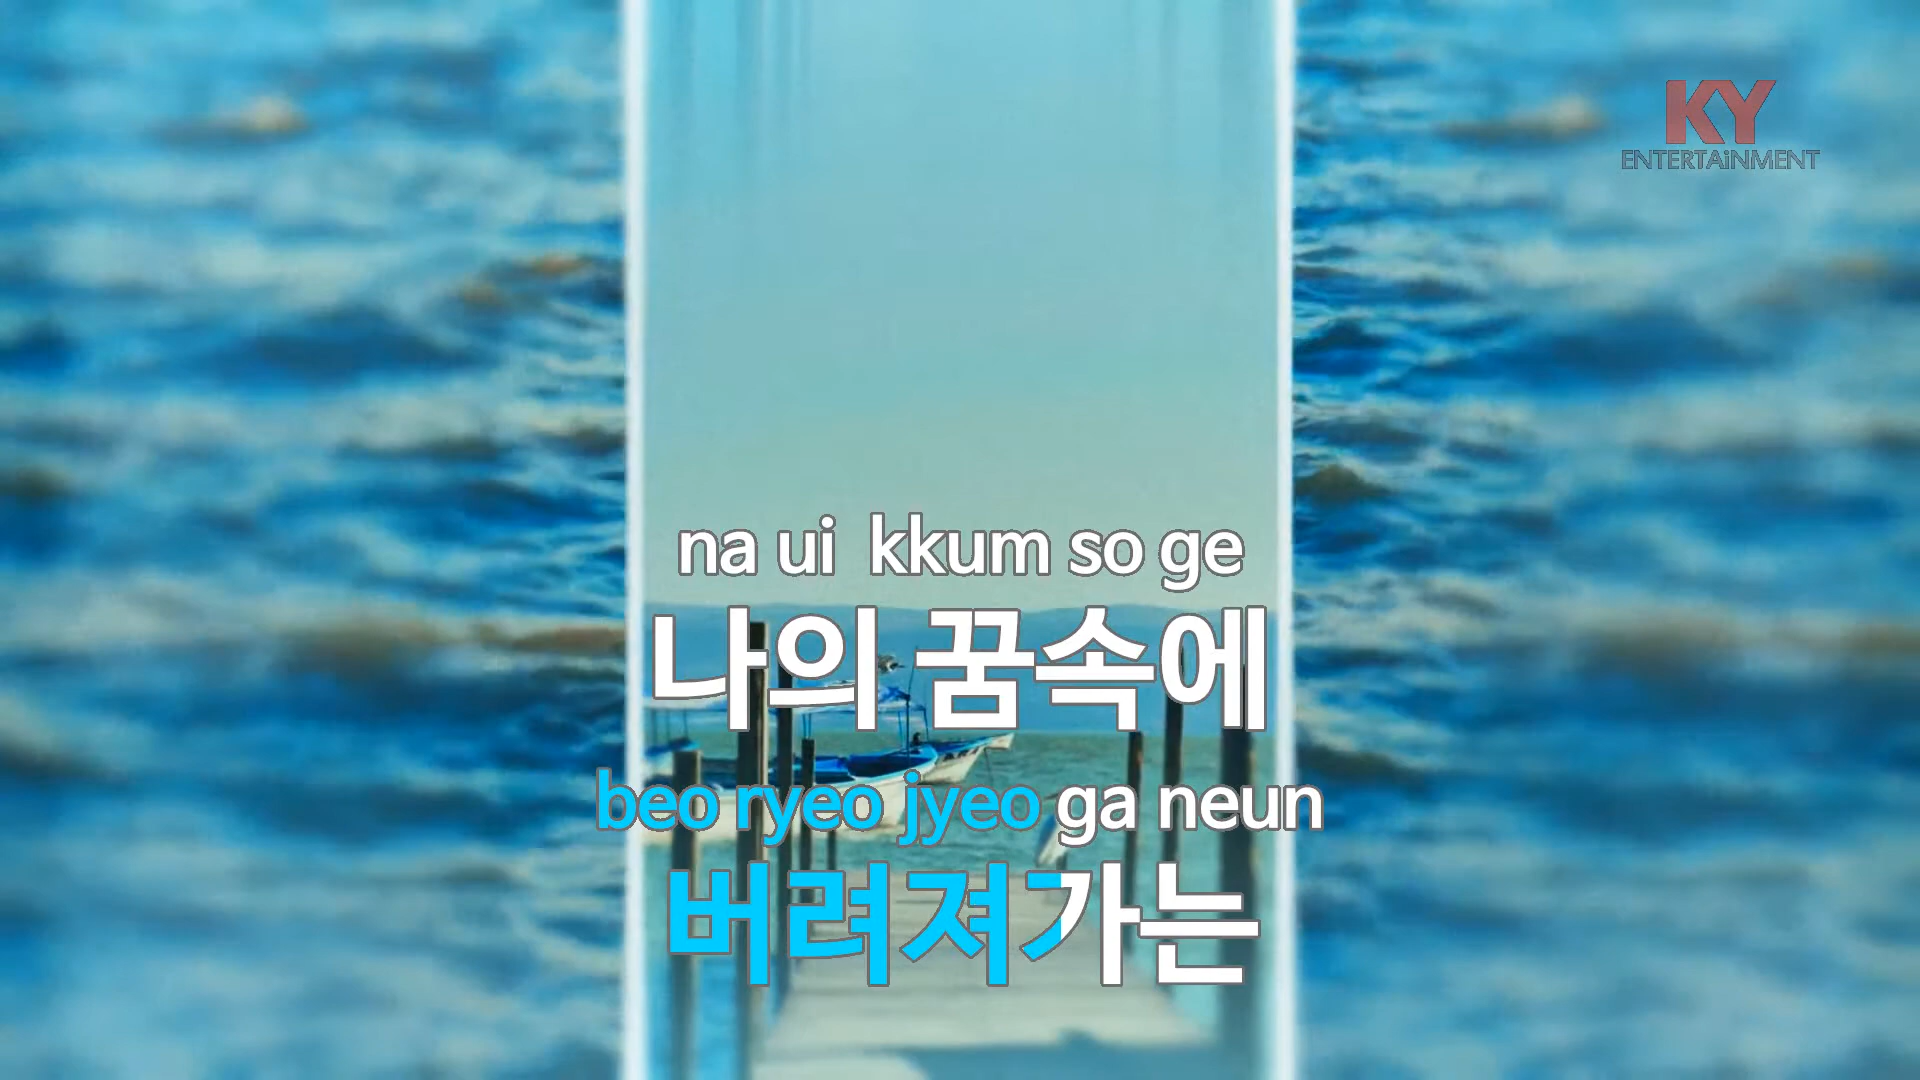 KY
ENTERTAiNMENT
na ui kkum so ge
나의 꿈속에
beo ryeo jyeo ga neun
버려져가는